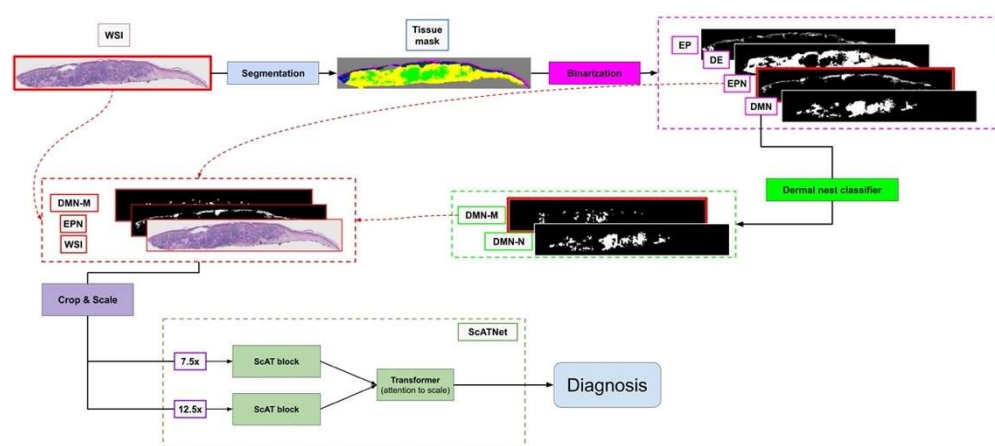 WSI
Segmentation
Tissue
mask
Binarization
EP
DE
EPN
DMN
Dermal nest classifier
DMN-M
DMN-N
DMN-M
EPN
WSI
Crop & Scale
ScATNet
7.5x
ScAT block
12.5x
ScAT block
Transformer
(attention to scale)
Diagnosis